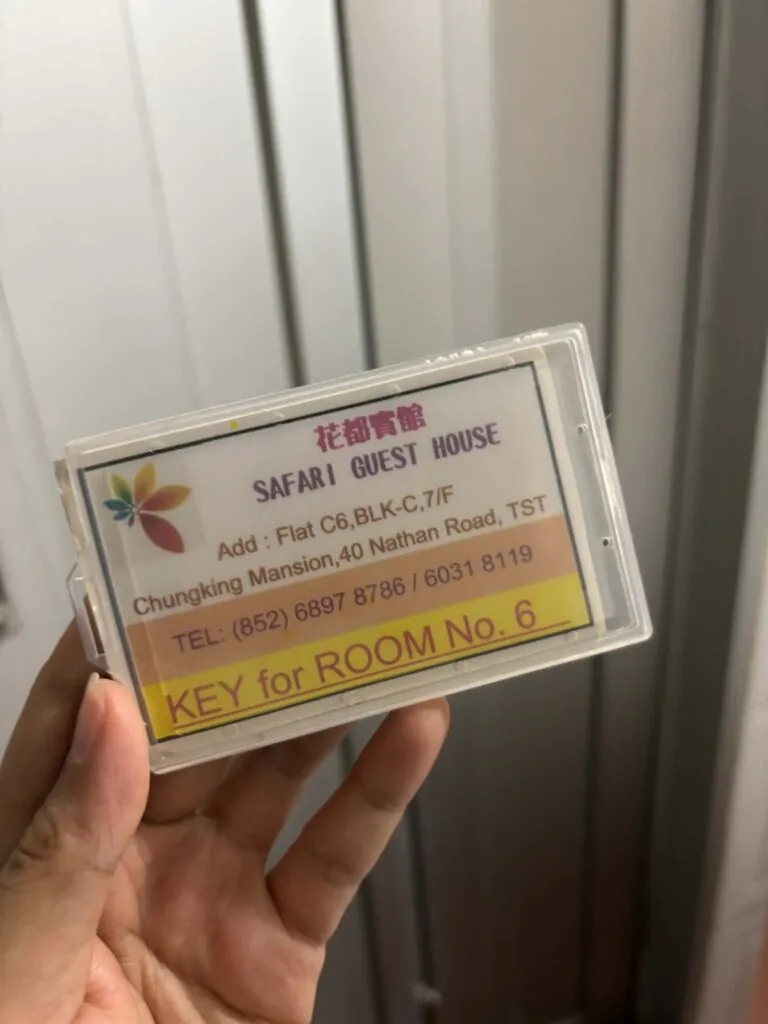 花都賓館
SAFARI GUEST HOUSE
Add : Flat C6,BLK-C,7/F
Chungking Mansion,40 Nathan Road, TST
TEL: (852) 6897 8786 / 6031 8119
KEY for ROOM No. 6